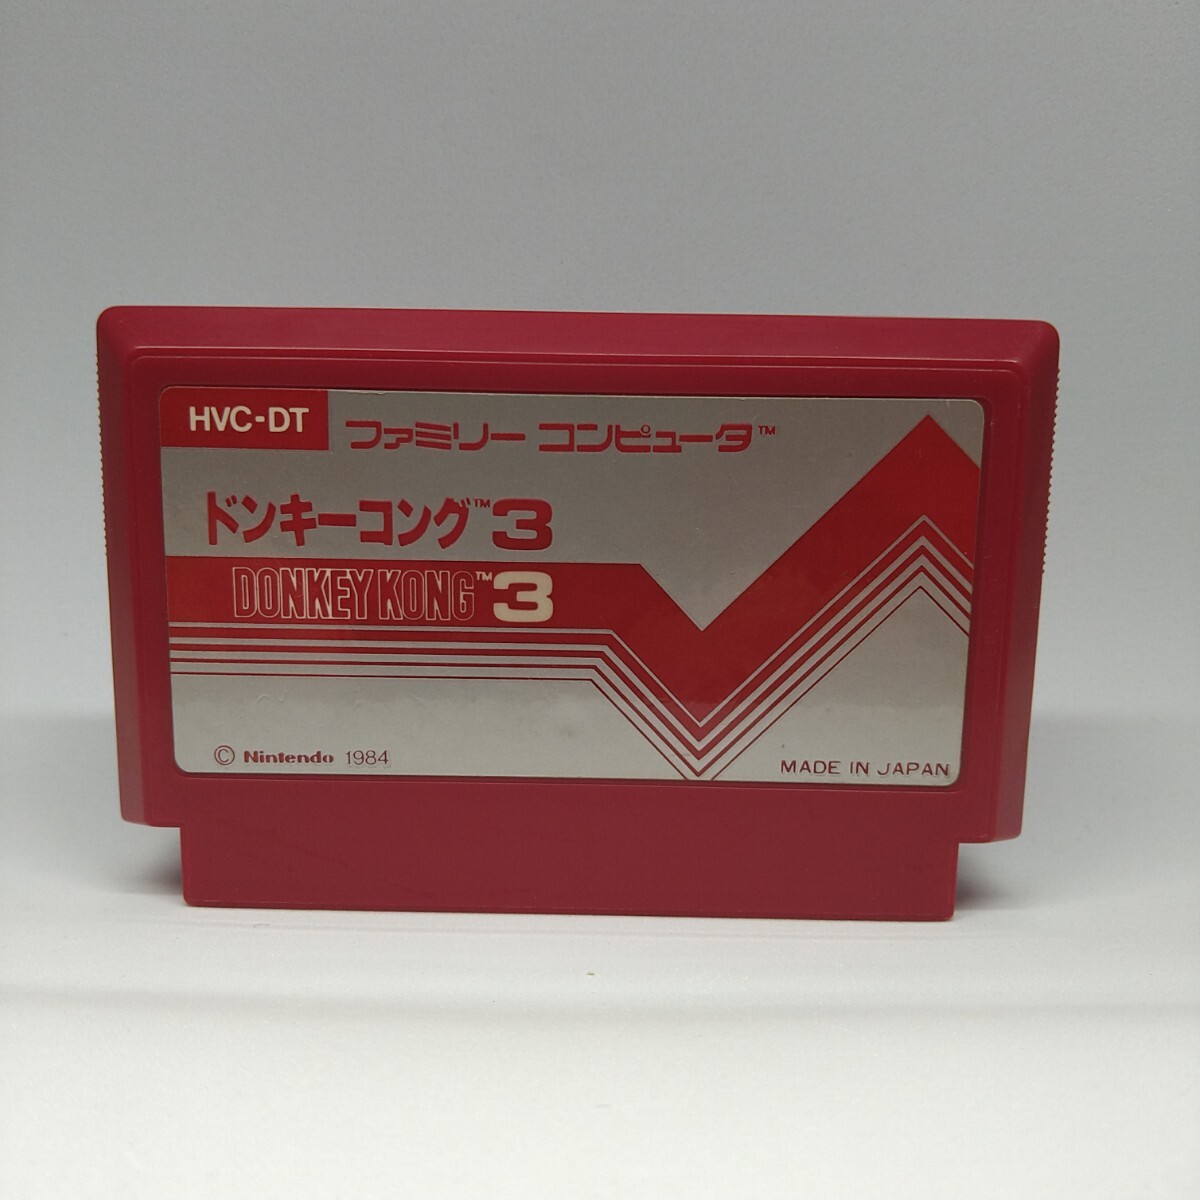 HVC-DT
ファミリー コンピュータ™
ドンキーコング™3
DONKEY KONG™3
© Nintendo 1984
MADE IN JAPAN